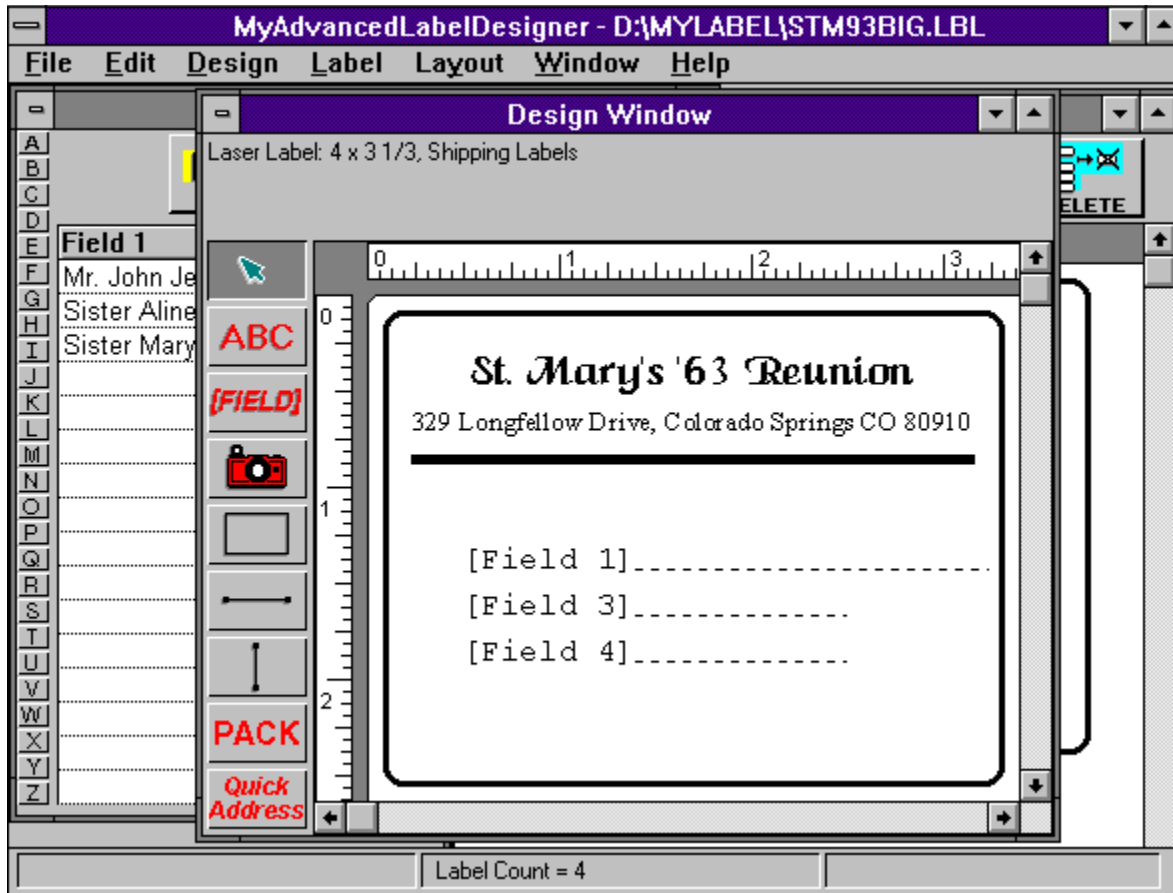 MyAdvancedLabelDesigner - D:\MYLABEL\STM93BIG.LBL
File Edit Design Label Layout Window Help
Design Window
Laser Label: 4 x 3 1/3, Shipping Labels
ELETE
A
B
C
D
E
F
G
H
I
J
K
L
M
N
O
P
Q
R
S
T
U
V
W
X
Y
Z
Field 1
Mr. John Je
Sister Aline
Sister Mary
ABC
[FIELD]
PACK
Quick
Address
0 1 2 3
0
1
2
St. Mary's '63 Reunion
329 Longfellow Drive, Colorado Springs CO 80910
[Field 1]
[Field 3]
[Field 4]
Label Count = 4